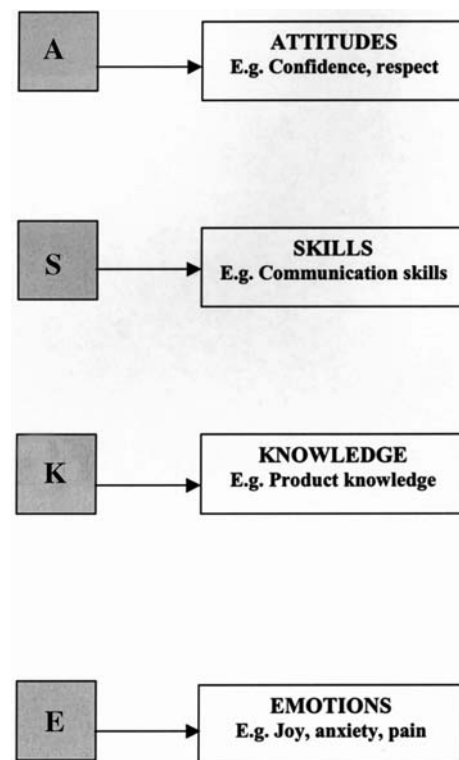 A
ATTITUDES
E.g. Confidence, respect
S
SKILLS
E.g. Communication skills
K
KNOWLEDGE
E.g. Product knowledge
E
EMOTIONS
E.g. Joy, anxiety, pain